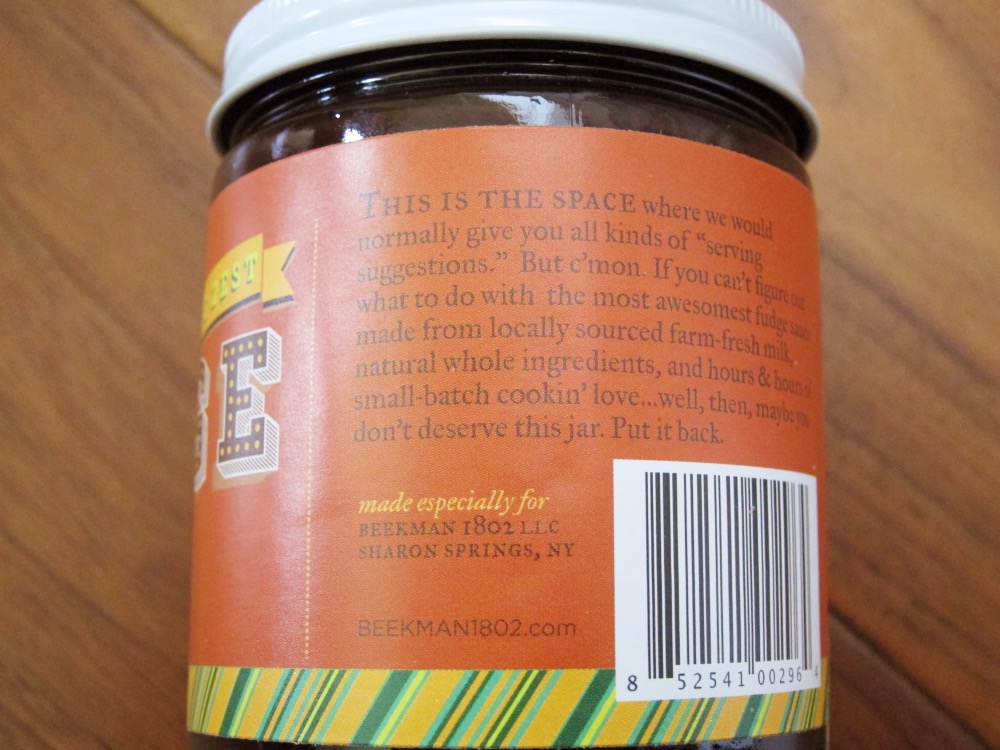 E
THIS IS THE SPACE where we would
normally give you all kinds of “serving
suggestions.” But c’mon. If you can’t figure out
what to do with the most awesomest fudge sauce
made from locally sourced farm-fresh milk,
natural whole ingredients, and hours & hours of
small-batch cookin’ love...well, then, maybe you
don’t deserve this jar. Put it back.
made especially for
BEEKMAN 1802 LLC
SHARON SPRINGS, NY
BEEKMAN1802.com
8 52541 00296 4